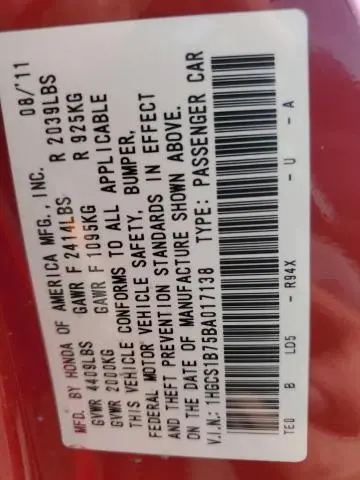 MFD. BY HONDA OF AMERICA MFG., INC. 08/'11
GVWR 4409LBS GAWR F 2414LBS R 2039LBS
GVWR 2000KG GAWR F 1095KG R 925KG
THIS VEHICLE CONFORMS TO ALL APPLICABLE
FEDERAL MOTOR VEHICLE SAFETY, BUMPER,
AND THEFT PREVENTION STANDARDS IN EFFECT
ON THE DATE OF MANUFACTURE SHOWN ABOVE.
V.I.N.: 1HGCS1B75BA017138 TYPE: PASSENGER CAR
TE0 B LD5 - R94X - U - A